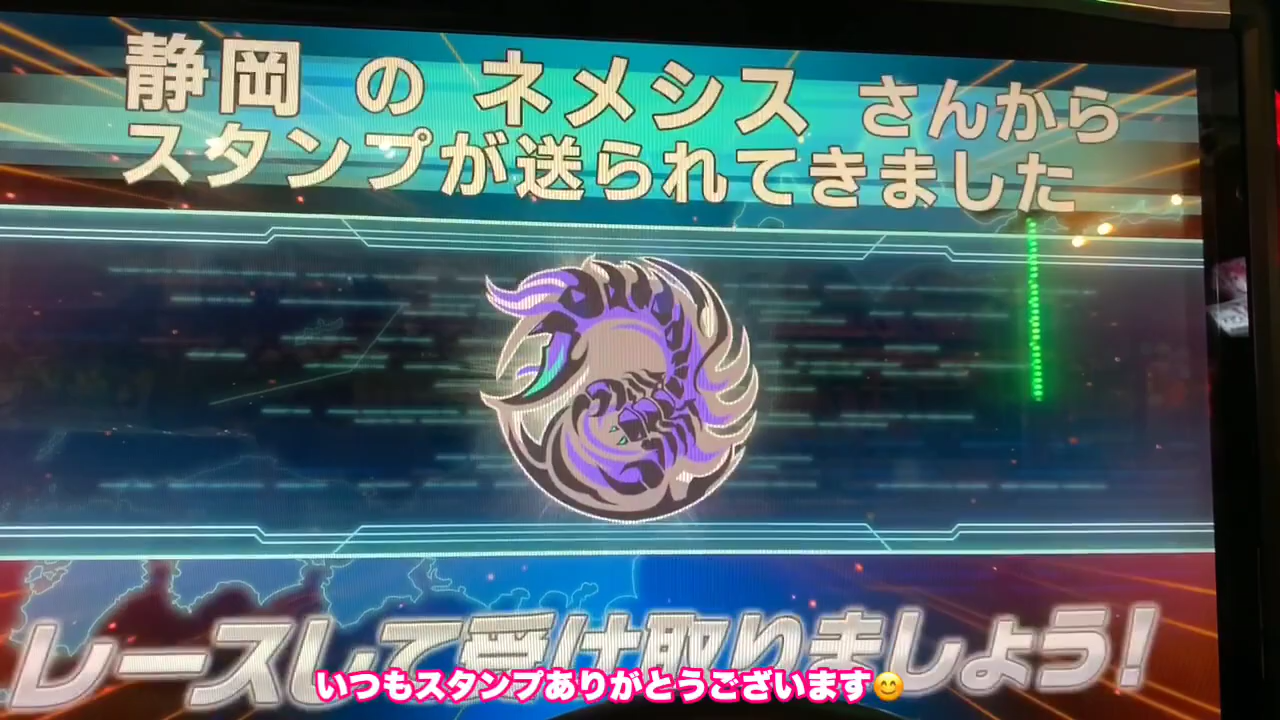 静岡 の ネメシス さんから
スタンプが送られてきました
レースして受け取りましょう!
いつもスタンプありがとうございます😊